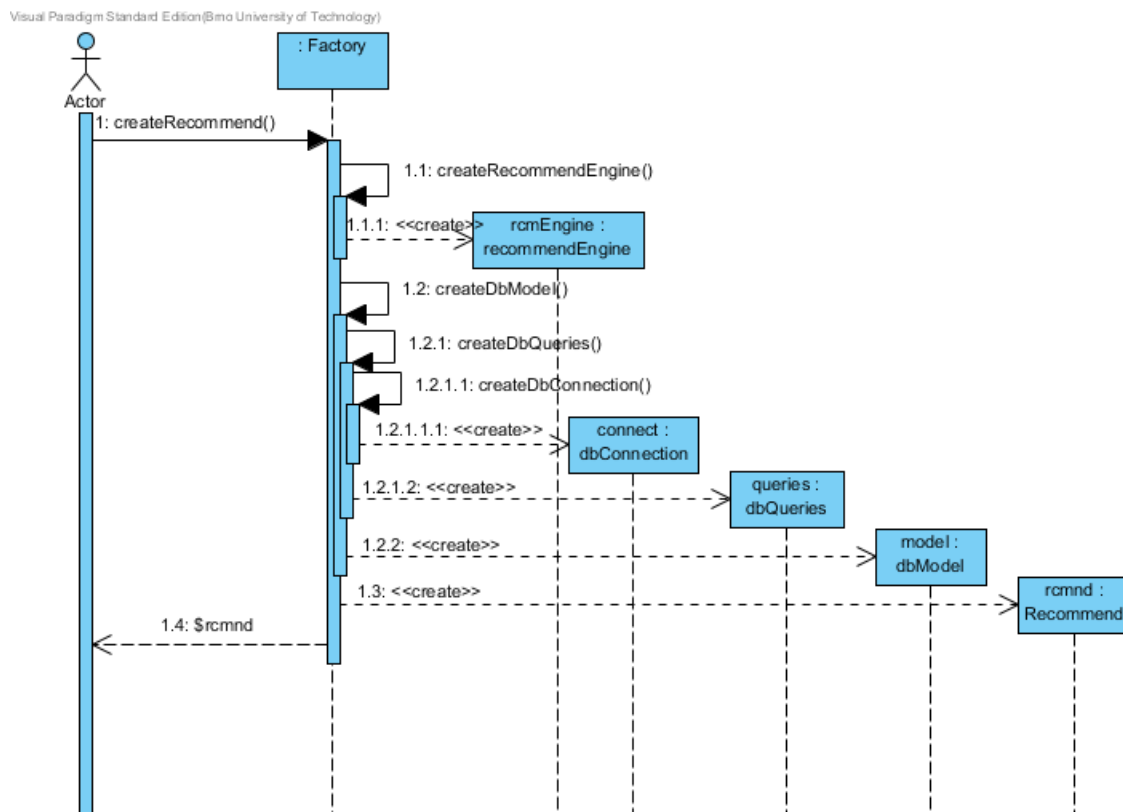 Visual Paradigm Standard Edition(Brno University of Technology)
: Factory
Actor
1: createRecommend()
1.1: createRecommendEngine()
1.1.1: <<create>>
rcmEngine :
recommendEngine
1.2: createDbModel()
1.2.1: createDbQueries()
1.2.1.1: createDbConnection()
1.2.1.1.1: <<create>>
connect :
dbConnection
1.2.1.2: <<create>>
queries :
dbQueries
1.2.2: <<create>>
model :
dbModel
1.3: <<create>>
rcmnd :
Recommend
1.4: $rcmnd